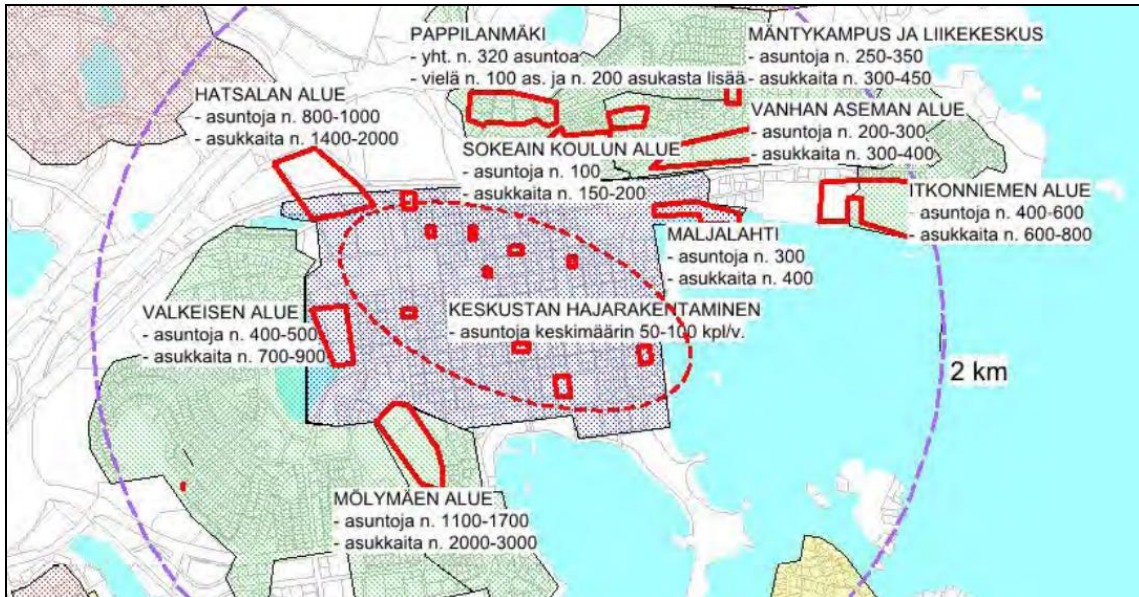 PAPPILANMÄKI
- yht. n. 320 asuntoa
- vielä n. 100 as. ja n. 200 asukasta lisää
MÄNTYKAMPUS JA LIIKEKESKUS
- asuntoja n. 250-350
- asukkaita n. 300-450
HATSALAN ALUE
- asuntoja n. 800-1000
- asukkaita n. 1400-2000
VANHAN ASEMAN ALUE
- asuntoja n. 200-300
- asukkaita n. 300-400
SOKEAIN KOULUN ALUE
- asuntoja n. 100
- asukkaita n. 150-200
ITKONNIEMEN ALUE
- asuntoja n. 400-600
- asukkaita n. 600-800
MALJALAHTI
- asuntoja n. 300
- asukkaita n. 400
VALKEISEN ALUE
- asuntoja n. 400-500
- asukkaita n. 700-900
KESKUSTAN HAJARAKENTAMINEN
- asuntoja keskimäärin 50-100 kpl/v.
2 km
MÖLYMÄEN ALUE
- asuntoja n. 1100-1700
- asukkaita n. 2000-3000